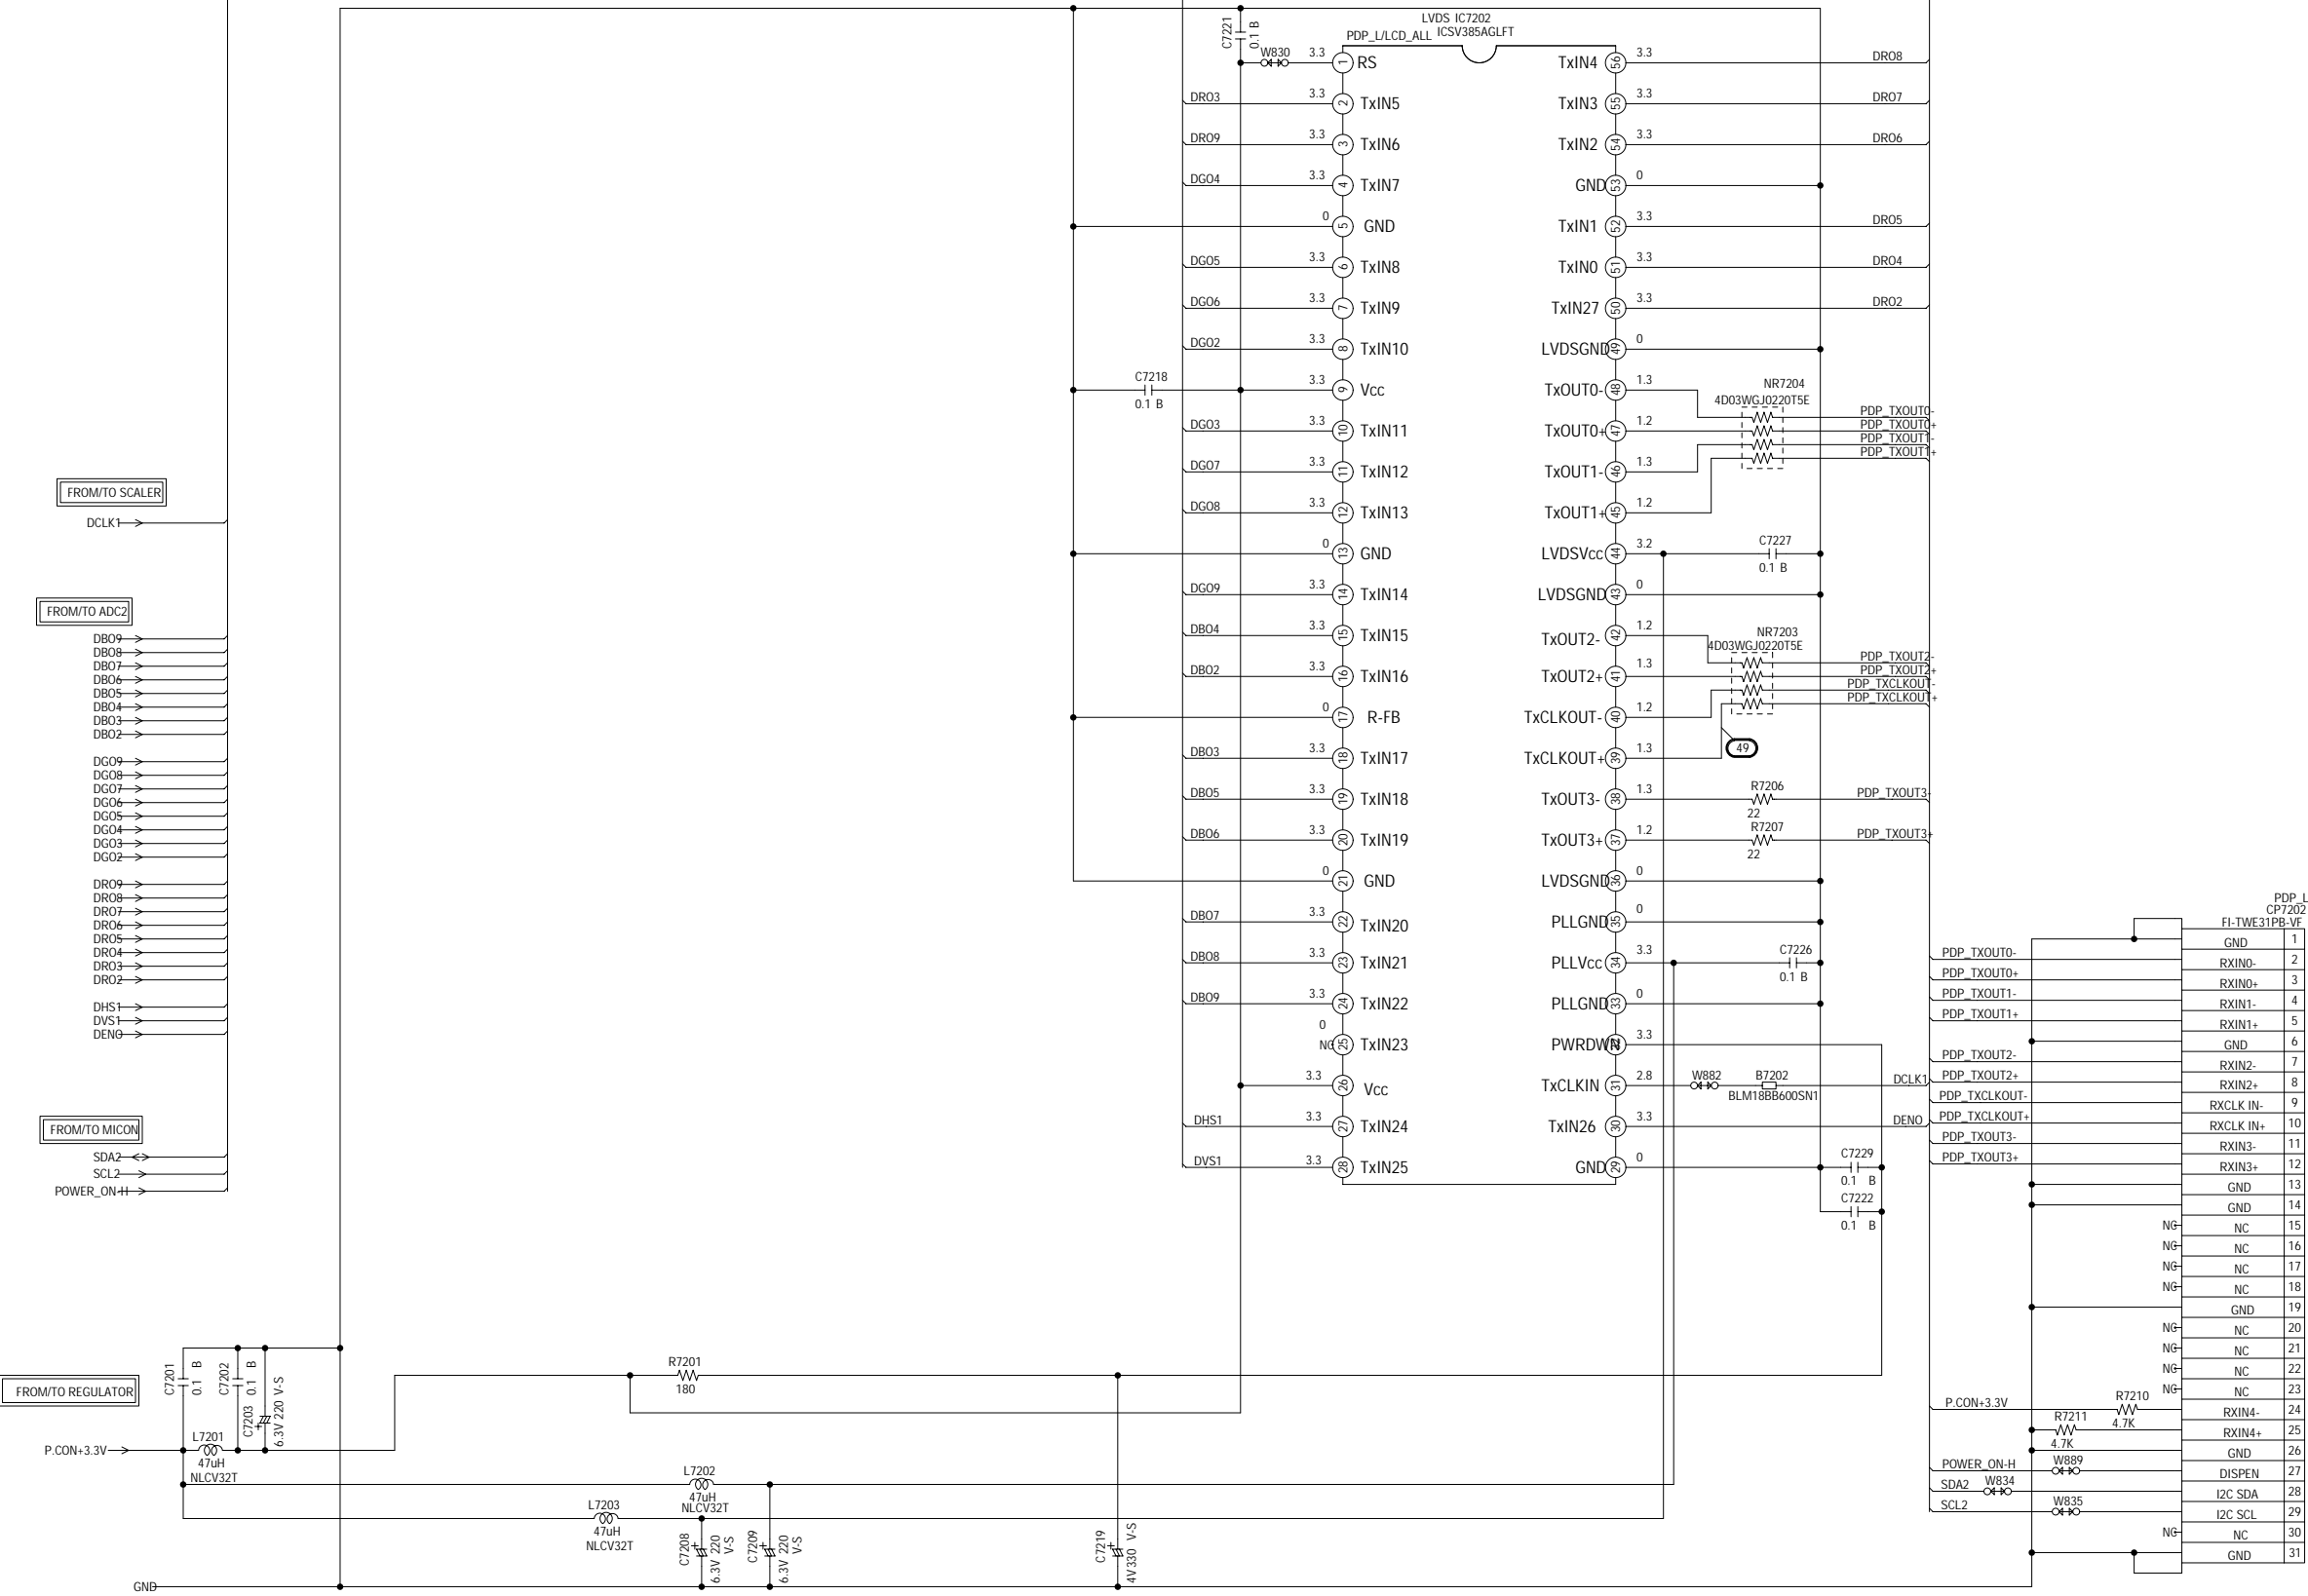 LVDS IC7202
PDP_L/LCD_ALL ICSV385AGLFT
C7221
0.1 B
W830
3.3 1 RS
DRO3 3.3 2 TxIN5
DRO9 3.3 3 TxIN6
DGO4 3.3 4 TxIN7
0 5 GND
DGO5 3.3 6 TxIN8
DGO6 3.3 7 TxIN9
DGO2 3.3 8 TxIN10
C7218
0.1 B
3.3 9 Vcc
DGO3 3.3 10 TxIN11
DGO7 3.3 11 TxIN12
DGO8 3.3 12 TxIN13
0 13 GND
DGO9 3.3 14 TxIN14
DBO4 3.3 15 TxIN15
DBO2 3.3 16 TxIN16
0 17 R-FB
DBO3 3.3 18 TxIN17
DBO5 3.3 19 TxIN18
DBO6 3.3 20 TxIN19
0 21 GND
DBO7 3.3 22 TxIN20
DBO8 3.3 23 TxIN21
DBO9 3.3 24 TxIN22
0
NC 25 TxIN23
3.3 26 Vcc
DHS1 3.3 27 TxIN24
DVS1 3.3 28 TxIN25
TxIN4 56 3.3 DRO8
TxIN3 55 3.3 DRO7
TxIN2 54 3.3 DRO6
GND 53 0
TxIN1 52 3.3 DRO5
TxIN0 51 3.3 DRO4
TxIN27 50 3.3 DRO2
LVDSGND 49 0
TxOUT0- 48 1.3
NR7204
4D03WGJ0220T5E
PDP_TXOUT0-
PDP_TXOUT0+
PDP_TXOUT1-
PDP_TXOUT1+
TxOUT0+ 47 1.2
TxOUT1- 46 1.3
TxOUT1+ 45 1.2
LVDSVcc 44 3.2
C7227
0.1 B
LVDSGND 43 0
TxOUT2- 42 1.2
NR7203
4D03WGJ0220T5E
PDP_TXOUT2-
PDP_TXOUT2+
PDP_TXCLKOUT-
PDP_TXCLKOUT+
TxOUT2+ 41 1.3
TxCLKOUT- 40 1.2
49
TxCLKOUT+ 39 1.3
TxOUT3- 38 1.3
R7206
22
PDP_TXOUT3-
TxOUT3+ 37 1.2
R7207
22
PDP_TXOUT3+
LVDSGND 36 0
PLLGND 35 0
PLLVcc 34 3.3
C7226
0.1 B
PLLGND 33 0
PWRDWN 32 3.3
TxCLKIN 31 2.8
W882
B7202
BLM18BB600SN1
DCLK1
TxIN26 30 3.3 DENO
GND 29 0
C7229
0.1 B
C7222
0.1 B
FROM/TO SCALER
DCLK1
FROM/TO ADC2
DBO9
DBO8
DBO7
DBO6
DBO5
DBO4
DBO3
DBO2
DGO9
DGO8
DGO7
DGO6
DGO5
DGO4
DGO3
DGO2
DRO9
DRO8
DRO7
DRO6
DRO5
DRO4
DRO3
DRO2
DHS1
DVS1
DENO
FROM/TO MICON
SDA2
SCL2
POWER_ON-H
FROM/TO REGULATOR
C7201
0.1 B
C7202
0.1 B
C7203
6.3V 220 V-S
P.CON+3.3V
L7201
47uH
NLCV32T
R7201
180
L7202
47uH
NLCV32T
L7203
47uH
NLCV32T
C7208
6.3V 220
V-S
C7209
6.3V 220
V-S
C7219
4V330 V-S
GND
PDP_L
CP7202
FI-TWE31PB-VF
GND 1
PDP_TXOUT0- RXIN0- 2
PDP_TXOUT0+ RXIN0+ 3
PDP_TXOUT1- RXIN1- 4
PDP_TXOUT1+ RXIN1+ 5
GND 6
PDP_TXOUT2- RXIN2- 7
PDP_TXOUT2+ RXIN2+ 8
PDP_TXCLKOUT- RXCLK IN- 9
PDP_TXCLKOUT+ RXCLK IN+ 10
PDP_TXOUT3- RXIN3- 11
PDP_TXOUT3+ RXIN3+ 12
GND 13
GND 14
NC NC 15
NC NC 16
NC NC 17
NC NC 18
GND 19
NC NC 20
NC NC 21
NC NC 22
NC NC 23
P.CON+3.3V R7210 4.7K RXIN4- 24
R7211 4.7K RXIN4+ 25
GND 26
POWER_ON-H W889 DISPEN 27
SDA2 W834 I2C SDA 28
SCL2 W835 I2C SCL 29
NC NC 30
GND 31